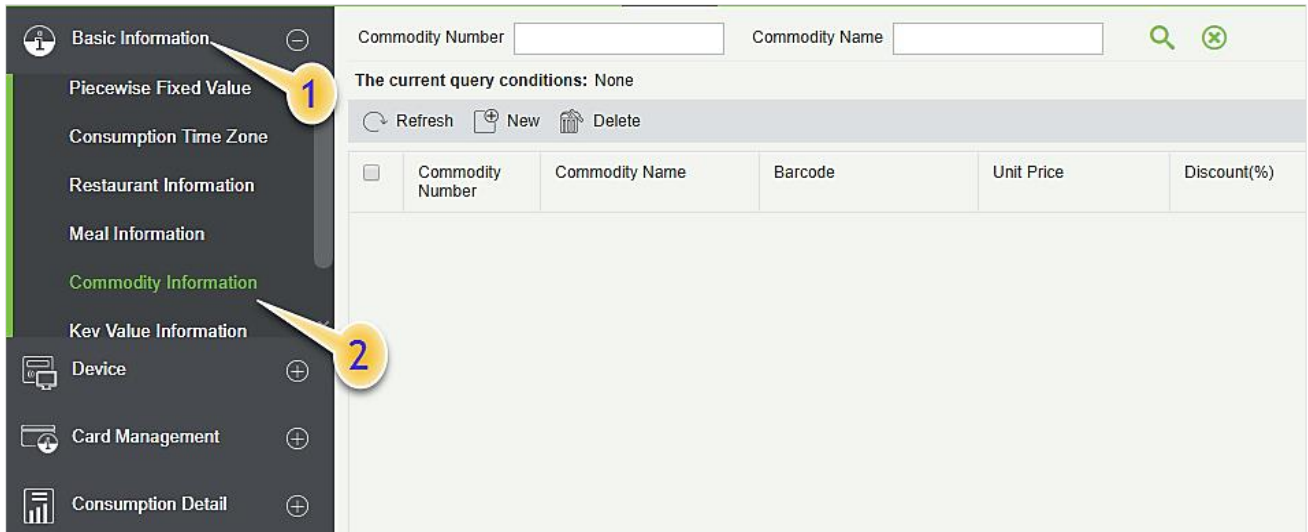 Basic Information
1
Piecewise Fixed Value
Consumption Time Zone
Restaurant Information
Meal Information
Commodity Information
2
Key Value Information
Device
Card Management
Consumption Detail
Commodity Number
Commodity Name
The current query conditions: None
Refresh New Delete
Commodity Number
Commodity Name
Barcode
Unit Price
Discount(%)